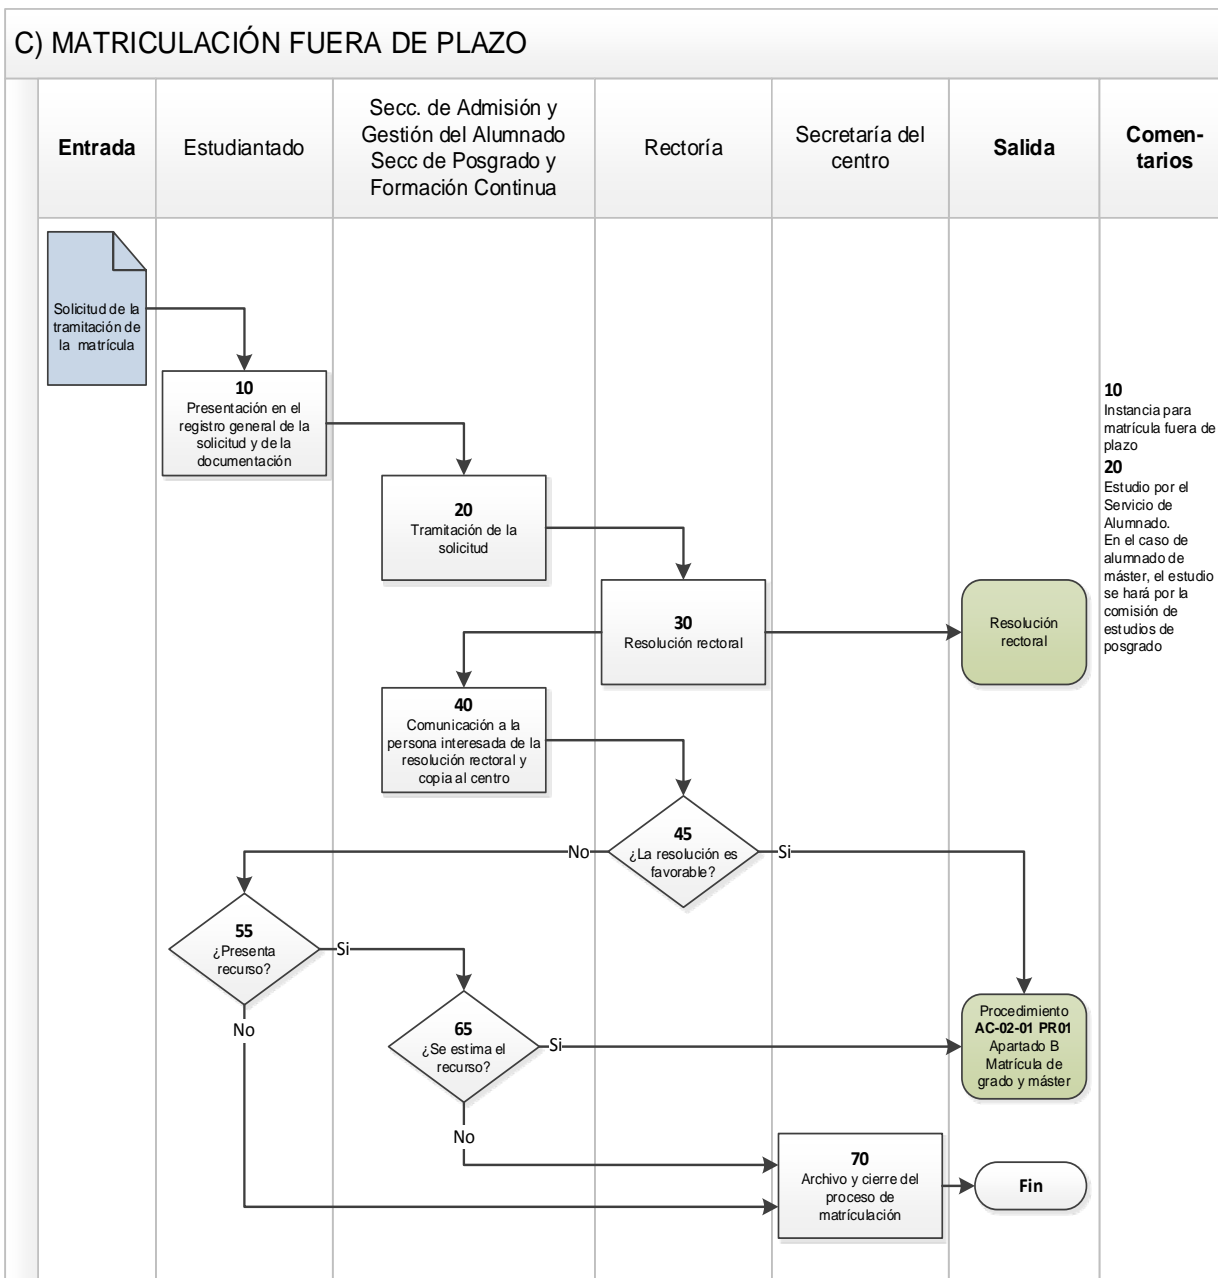 C) MATRICULACIÓN FUERA DE PLAZO
Entrada
Estudiantado
Secc. de Admisión y
Gestión del Alumnado
Secc de Posgrado y
Formación Continua
Rectoría
Secretaría del
centro
Salida
Comen-
tarios
Solicitud de la
tramitación de
la matrícula
10
Presentación en el
registro general de la
solicitud y de la
documentación
20
Tramitación de la
solicitud
30
Resolución rectoral
Resolución
rectoral
10
Instancia para
matrícula fuera de
plazo
20
Estudio por el
Servicio de
Alumnado.
En el caso de
alumnado de
máster, el estudio
se hará por la
comisión de
estudios de
posgrado
40
Comunicación a la
persona interesada de la
resolución rectoral y
copia al centro
45
¿La resolución es
favorable?
No
Si
55
¿Presenta
recurso?
Si
No
65
¿Se estima el
recurso?
Si
No
Procedimiento
AC-02-01 PR01
Apartado B
Matrícula de
grado y máster
70
Archivo y cierre del
proceso de
matrículación
Fin